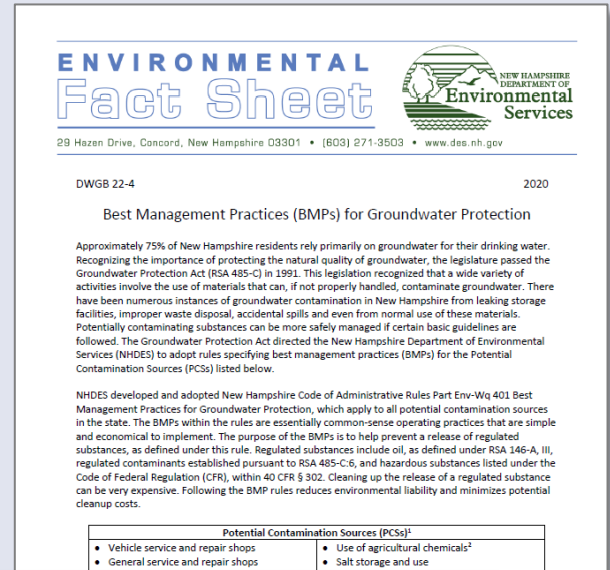 ENVIRONMENTAL
Fact Sheet
NEW HAMPSHIRE
DEPARTMENT OF
Environmental
Services
29 Hazen Drive, Concord, New Hampshire 03301 • (603) 271-3503 • www.des.nh.gov
DWGB 22-4 2020
Best Management Practices (BMPs) for Groundwater Protection
Approximately 75% of New Hampshire residents rely primarily on groundwater for their drinking water.
Recognizing the importance of protecting the natural quality of groundwater, the legislature passed the
Groundwater Protection Act (RSA 485-C) in 1991. This legislation recognized that a wide variety of
activities involve the use of materials that can, if not properly handled, contaminate groundwater. There
have been numerous instances of groundwater contamination in New Hampshire from leaking storage
facilities, improper waste disposal, accidental spills and even from normal use of these materials.
Potentially contaminating substances can be more safely managed if certain basic guidelines are
followed. The Groundwater Protection Act directed the New Hampshire Department of Environmental
Services (NHDES) to adopt rules specifying best management practices (BMPs) for the Potential
Contamination Sources (PCSs) listed below.
NHDES developed and adopted New Hampshire Code of Administrative Rules Part Env-Wq 401 Best
Management Practices for Groundwater Protection, which apply to all potential contamination sources
in the state. The BMPs within the rules are essentially common-sense operating practices that are simple
and economical to implement. The purpose of the BMPs is to help prevent a release of regulated
substances, as defined under this rule. Regulated substances include oil, as defined under RSA 146-A, III,
regulated contaminants established pursuant to RSA 485-C:6, and hazardous substances listed under the
Code of Federal Regulation (CFR), within 40 CFR § 302. Cleaning up the release of a regulated substance
can be very expensive. Following the BMP rules reduces environmental liability and minimizes potential
cleanup costs.
Potential Contamination Sources (PCSs)¹
• Vehicle service and repair shops
• General service and repair shops
• Use of agricultural chemicals²
• Salt storage and use